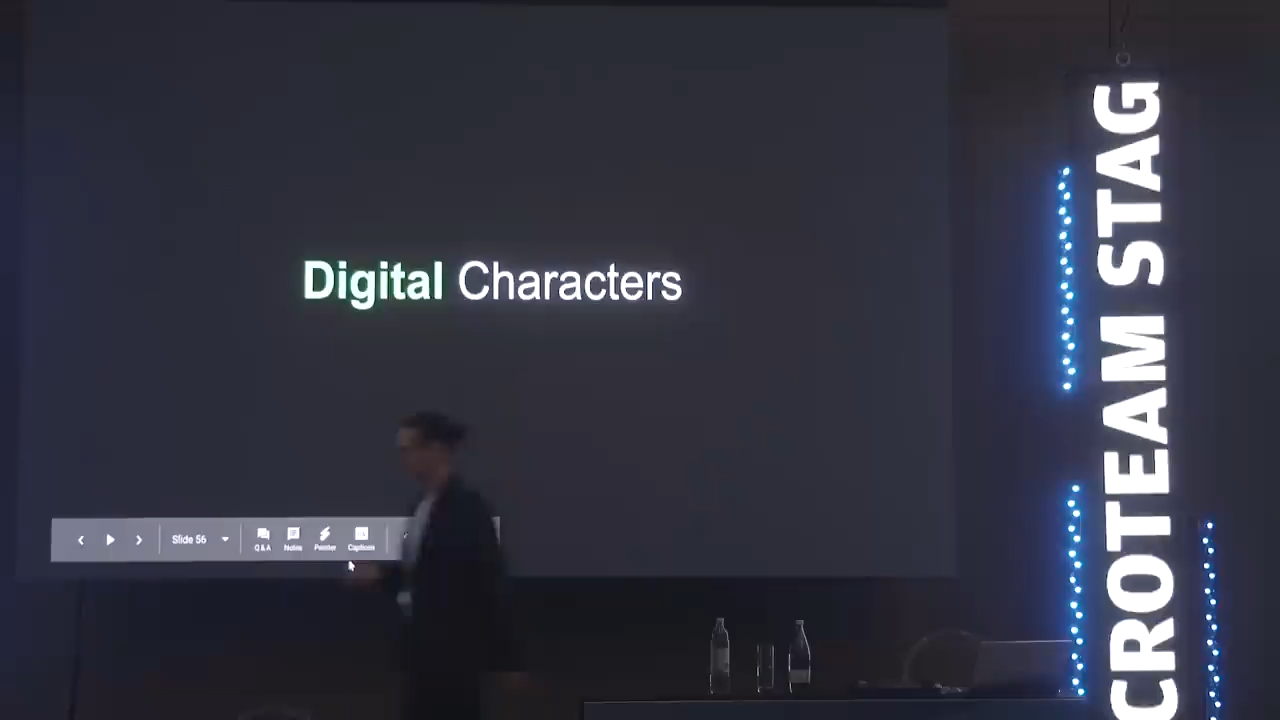 Digital Characters
Slide 56
Q&A
Notes
Pointer
Captions
CROTEAM STAG